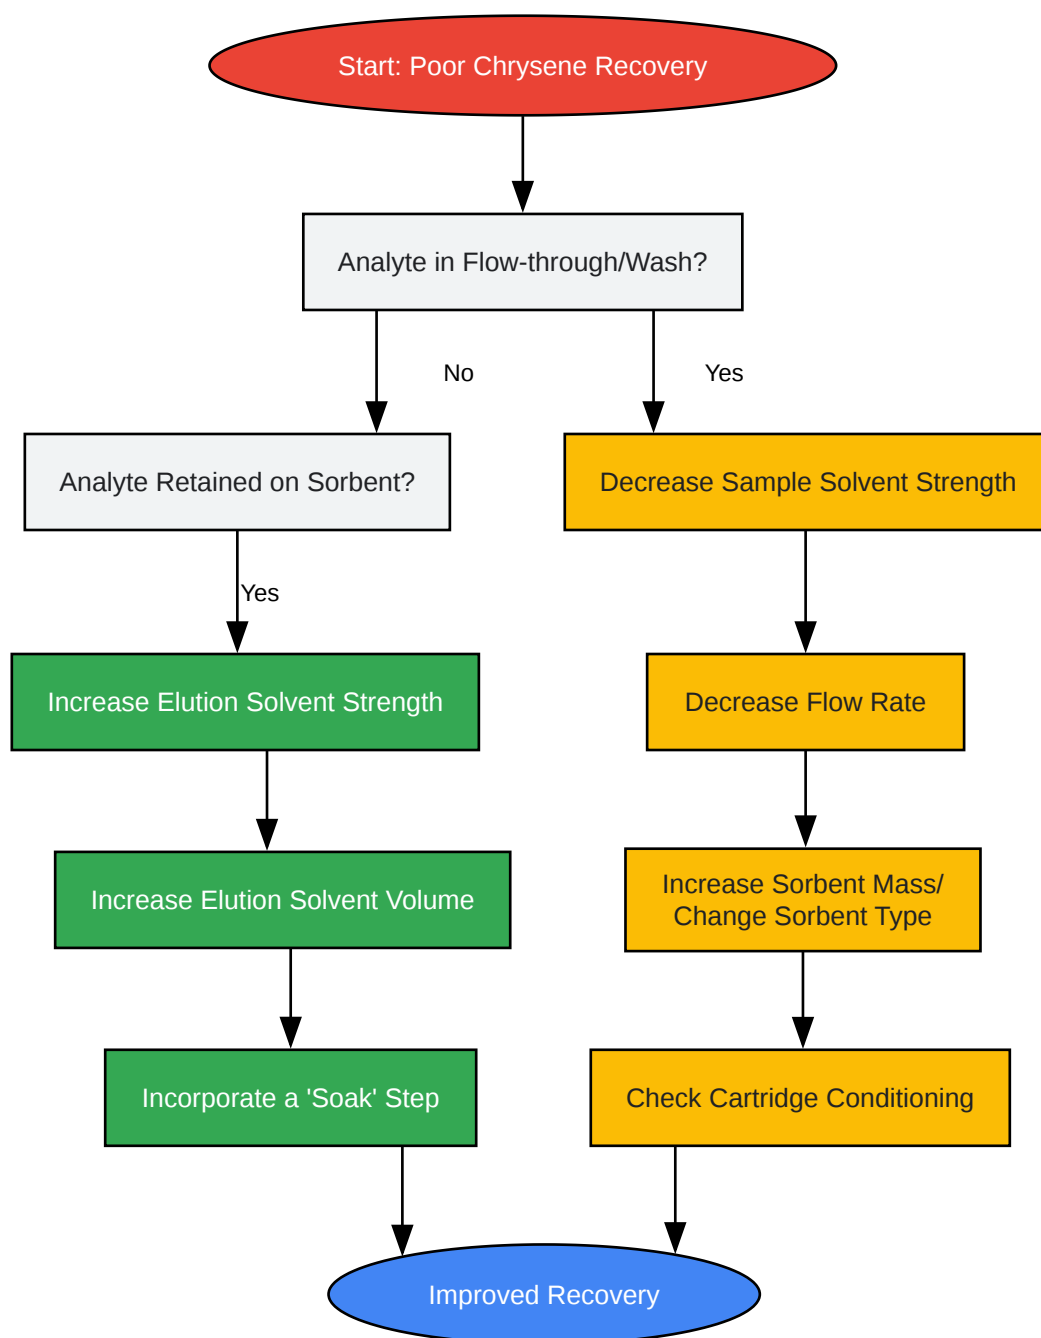 Start: Poor Chrysene Recovery
Analyte in Flow-through/Wash?
No
Yes
Analyte Retained on Sorbent?
Decrease Sample Solvent Strength
Yes
Increase Elution Solvent Strength
Decrease Flow Rate
Increase Elution Solvent Volume
Increase Sorbent Mass/
Change Sorbent Type
Incorporate a 'Soak' Step
Check Cartridge Conditioning
Improved Recovery